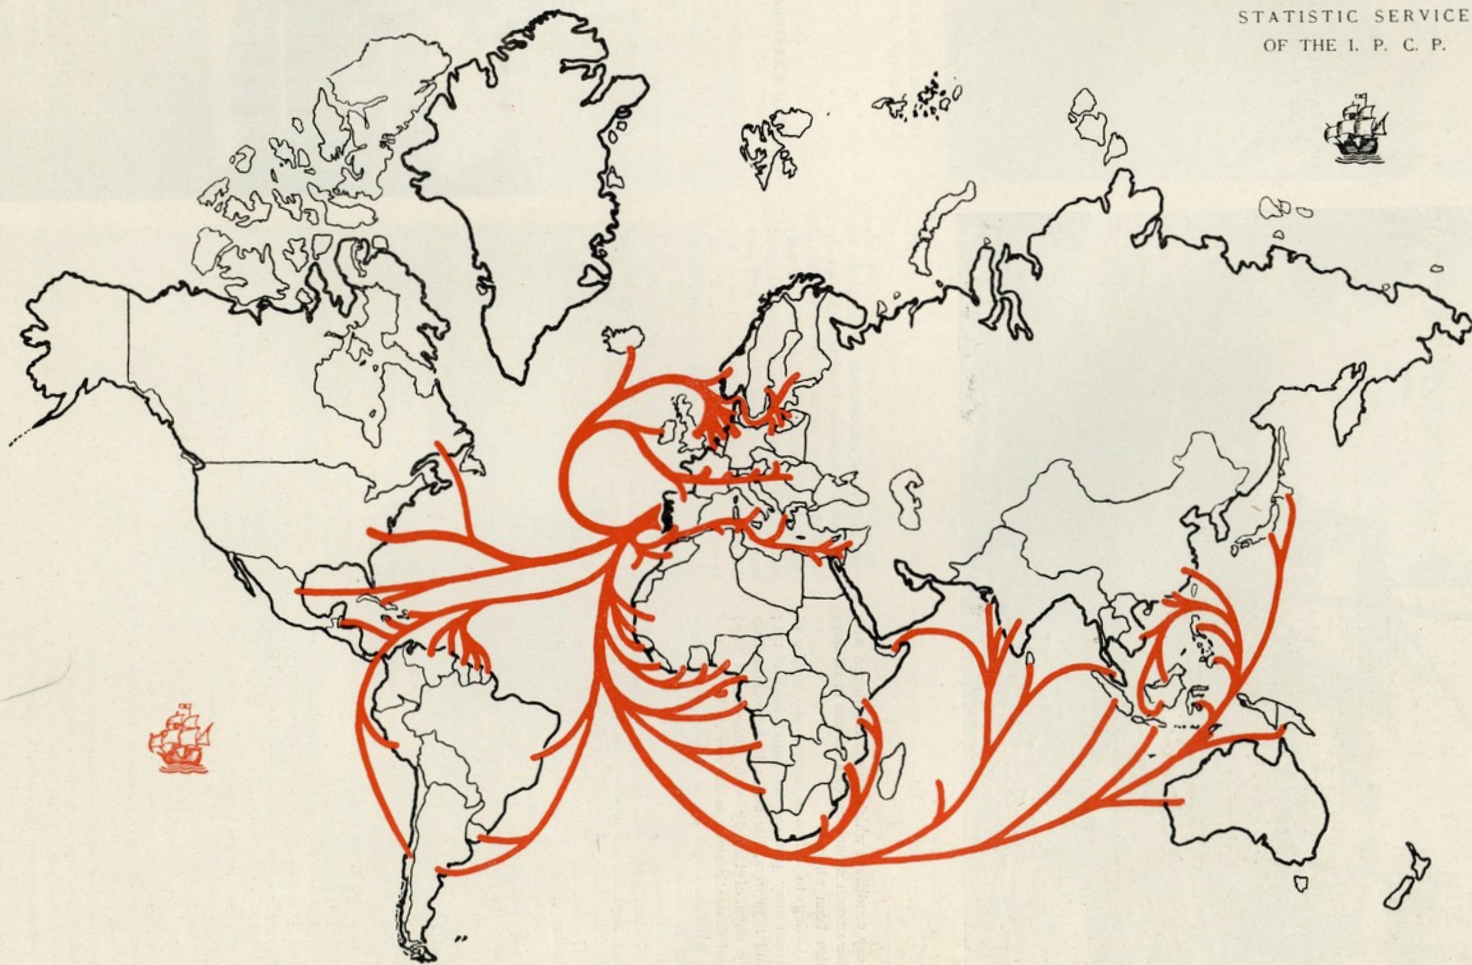 STATISTIC SERVICE
OF THE I. P. C. P.